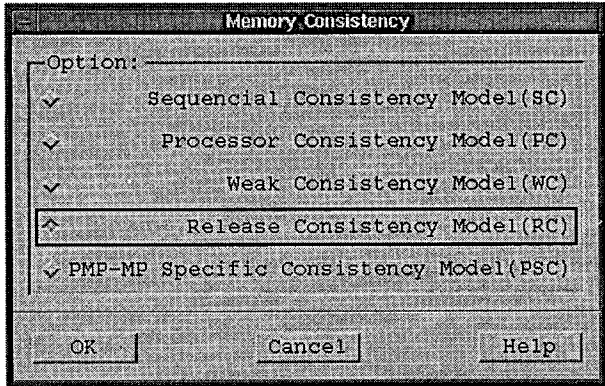 Memory Consistency
Option:
Sequencial Consistency Model(SC)
Processor Consistency Model(PC)
Weak Consistency Model(WC)
Release Consistency Model(RC)
PMP-MP Specific Consistency Model(PSC)
OK Cancel Help